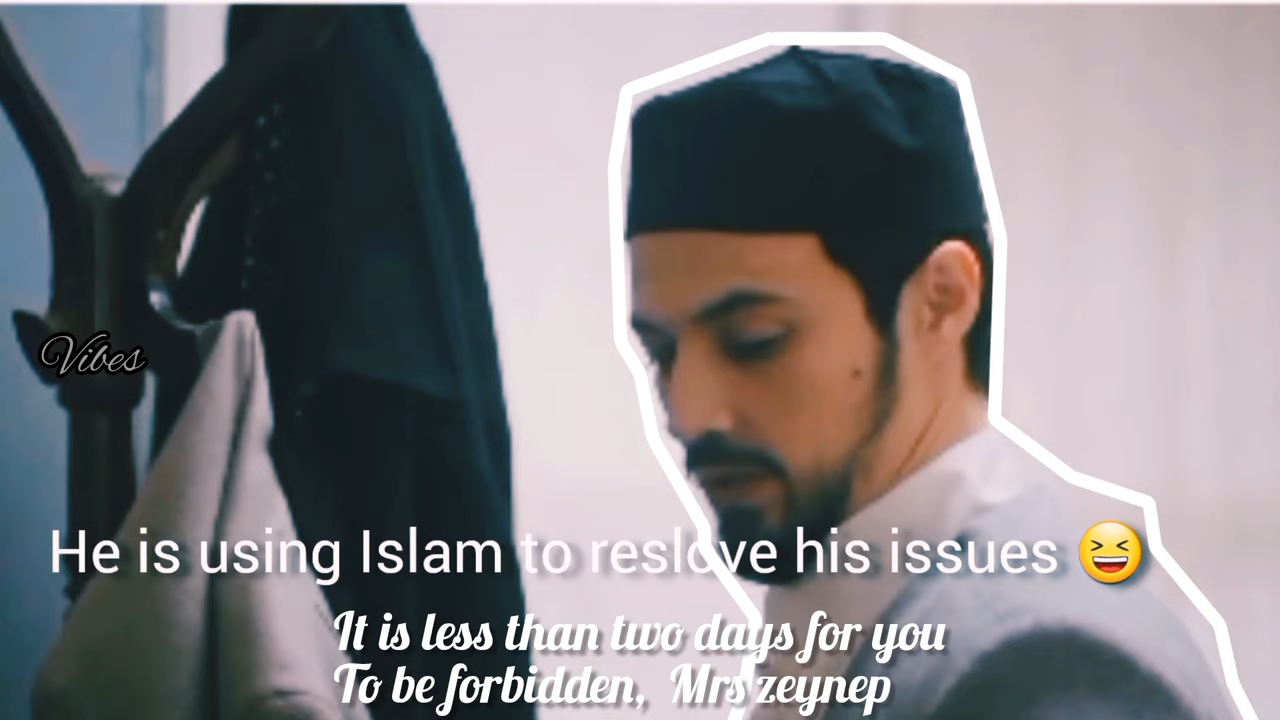 Vibes
He is using Islam to reslove his issues 😆
It is less than two days for you
To be forbidden, Mrs zeynep